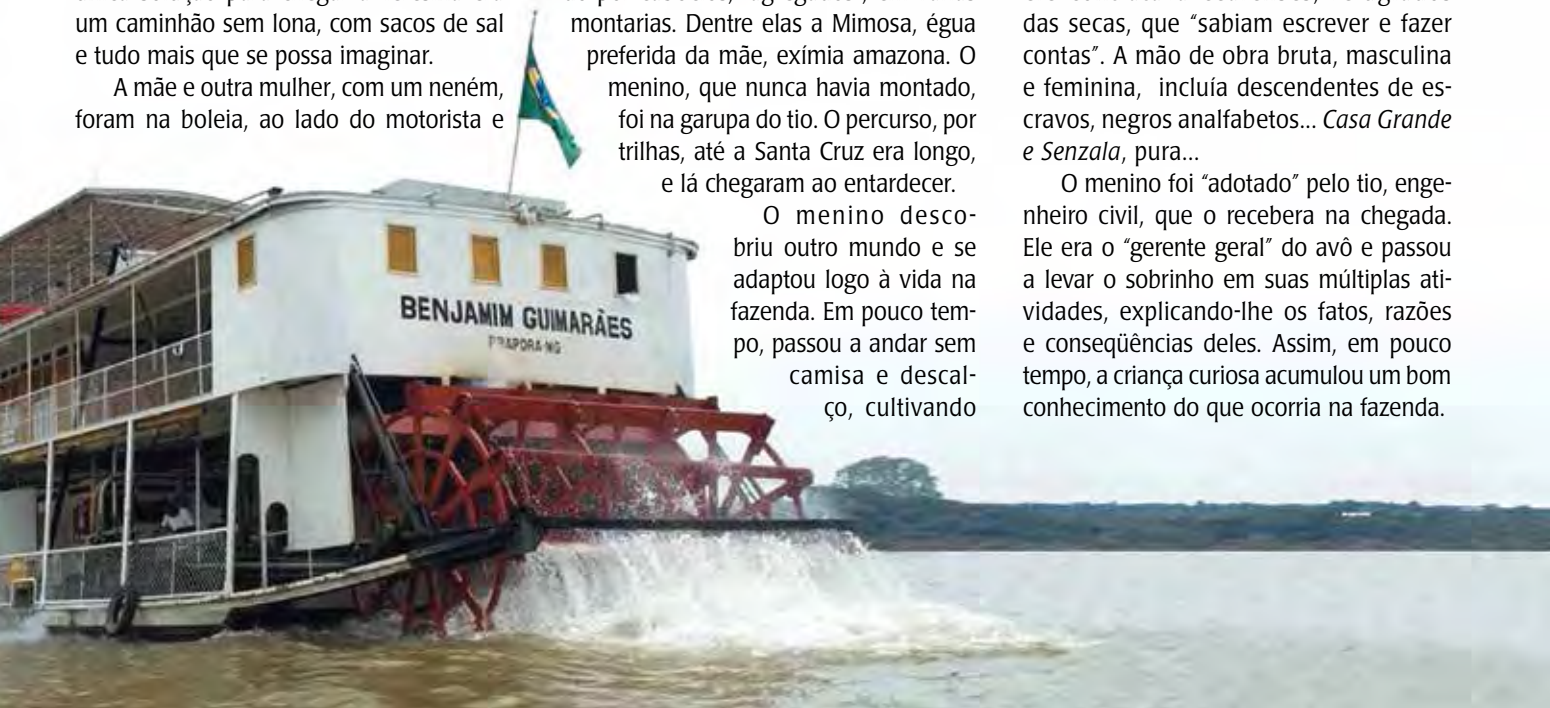 um caminhão sem lona, com sacos de sal
e tudo mais que se possa imaginar.
A mãe e outra mulher, com um neném,
foram na boleia, ao lado do motorista e
montarias. Dentre elas a Mimosa, égua
preferida da mãe, exímia amazona. O
menino, que nunca havia montado,
foi na garupa do tio. O percurso, por
trilhas, até a Santa Cruz era longo,
e lá chegaram ao entardecer.
O menino desco-
briu outro mundo e se
adaptou logo à vida na
fazenda. Em pouco tem-
po, passou a andar sem
camisa e descal-
ço, cultivando
das secas, que “sabiam escrever e fazer
contas”. A mão de obra bruta, masculina
e feminina, incluía descendentes de es-
cravos, negros analfabetos... Casa Grande
e Senzala, pura...
O menino foi “adotado” pelo tio, enge-
nheiro civil, que o recebera na chegada.
Ele era o “gerente geral” do avô e passou
a levar o sobrinho em suas múltiplas ati-
vidades, explicando-lhe os fatos, razões
e conseqüências deles. Assim, em pouco
tempo, a criança curiosa acumulou um bom
conhecimento do que ocorria na fazenda.
BENJAMIM GUIMARÃES
PIRAPORA-MG